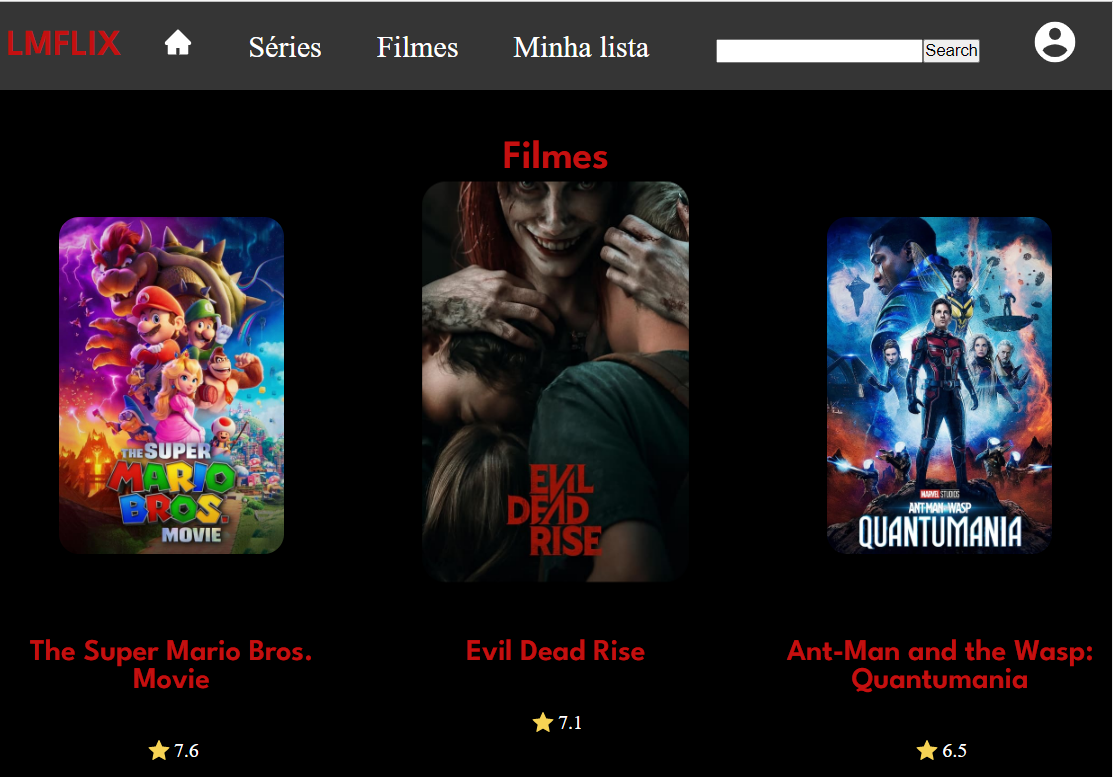 LMFLIX Séries Filmes Minha lista Search
Filmes
THE SUPER
MARIO
BROS.
MOVIE
EVIL
DEAD
RISE
MARVEL STUDIOS
ANT-MAN AND THE WASP
QUANTUMANIA
The Super Mario Bros.
Movie
Evil Dead Rise
Ant-Man and the Wasp:
Quantumania
7.6
7.1
6.5